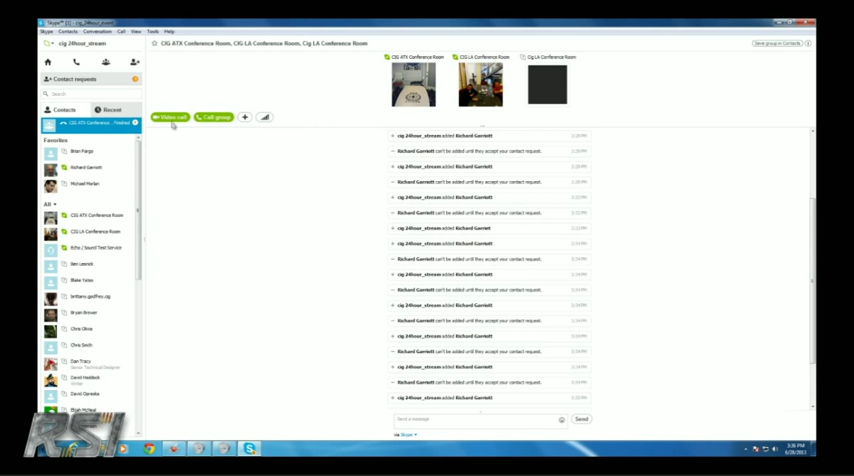 Skype™ [1] - cig_24hour_event
Skype Contacts Conversation Call View Tools Help
cig 24hour_stream
CIG ATX Conference Room, CIG LA Conference Room, Cig LA Conference Room
Save group in Contacts
CIG ATX Conference Room
CIG LA Conference Room
Cig LA Conference Room
Contact requests
Search
Contacts
Recent
Video call
Call group
CIG ATX Conference ... Finished
Favorites
Brian Fargo
Richard Garriott
Michael Morlan
All
CIG ATX Conference Room
CIG LA Conference Room
Echo / Sound Test Service
Ben Lesnick
Blake Yates
brittany.godfrey.cig
Bryan Brewer
Chris Olivia
Chris Smith
Dan Tracy
Senior Technical Designer
David Haddock
David Opreska
Elijah McNeal
cig 24hour_stream added Richard Garriott
Richard Garriott can't be added until they accept your contact request.
cig 24hour_stream added Richard Garriott
Richard Garriott can't be added until they accept your contact request.
cig 24hour_stream added Richard Garriott
Richard Garriott can't be added until they accept your contact request.
cig 24hour_stream added Richard Garriot
cig 24hour_stream added Richard Garriott
Richard Garriott can't be added until they accept your contact request.
cig 24hour_stream added Richard Garriott
Richard Garriott can't be added until they accept your contact request.
cig 24hour_stream added Richard Garriott
Richard Garriott can't be added until they accept your contact request.
cig 24hour_stream added Richard Garriott
Richard Garriott can't be added until they accept your contact request.
cig 24hour_stream added Richard Garriott
Richard Garriott can't be added until they accept your contact request.
cig 24hour_stream added Richard Garriott
Send a message
Send
via Skype
RSI
3:36 PM
6/28/2013